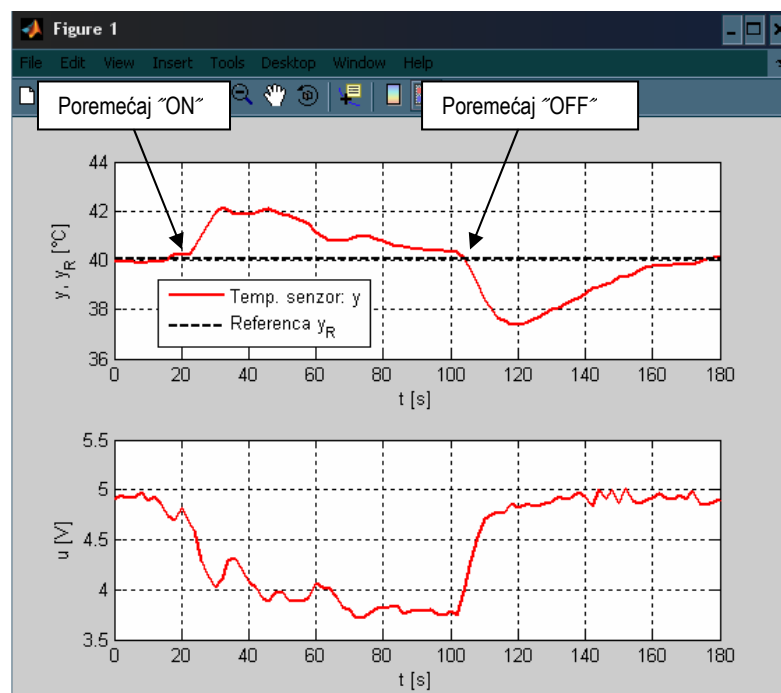 Figure 1
File Edit View Insert Tools Desktop Window Help
Poremećaj ˝ON˝
Poremećaj ˝OFF˝
44
42
40
38
36
y, y_R [°C]
Temp. senzor: y
Referenca y_R
0 20 40 60 80 100 120 140 160 180
t [s]
5.5
5
4.5
4
3.5
u [V]
0 20 40 60 80 100 120 140 160 180
t [s]